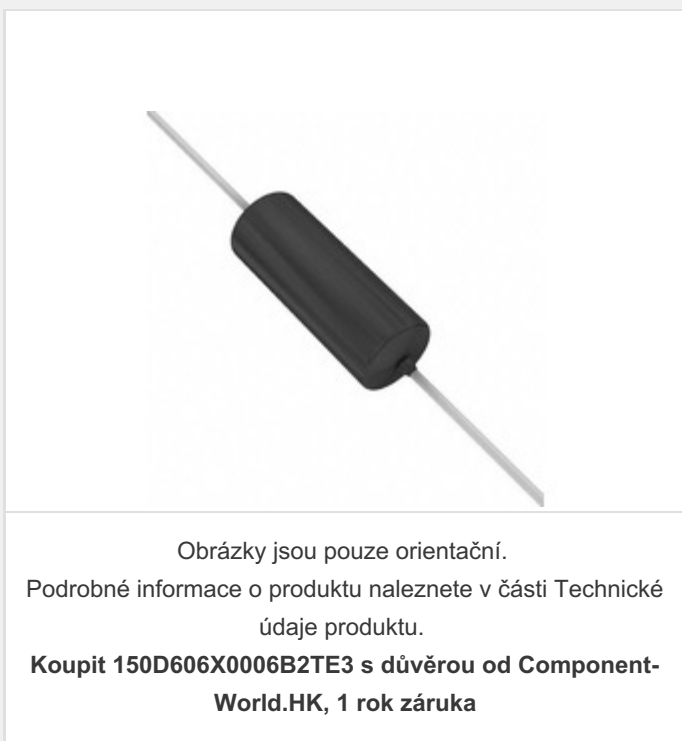 Obrázky jsou pouze orientační.
Podrobné informace o produktu naleznete v části Technické
údaje produktu.
Koupit 150D606X0006B2TE3 s důvěrou od Component-
World.HK, 1 rok záruka